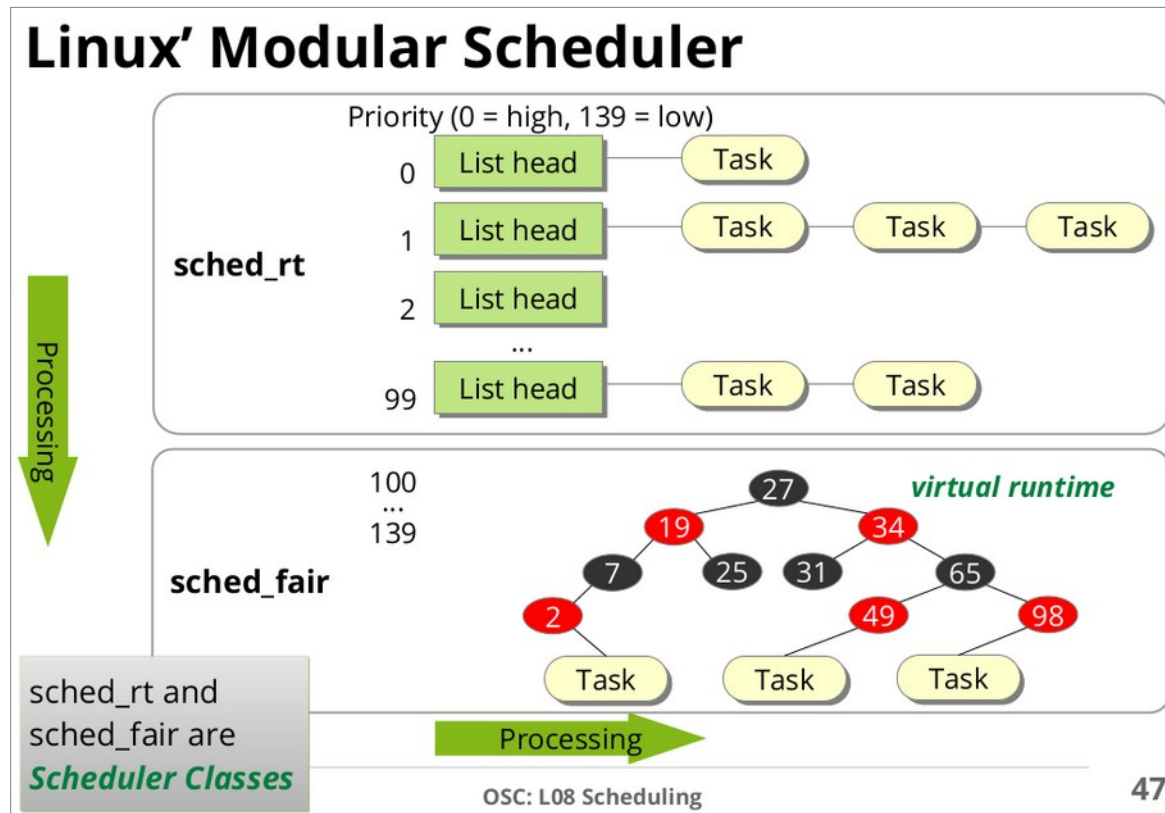 Linux’ Modular Scheduler
Priority (0 = high, 139 = low)
0 List head Task
1 List head Task Task Task
sched_rt
2 List head
...
99 List head Task Task
Processing
100
...
139
virtual runtime
27
19 34
7 25 31 65
2 49 98
sched_fair
Task Task Task
Processing
sched_rt and
sched_fair are
Scheduler Classes
OSC: L08 Scheduling
47